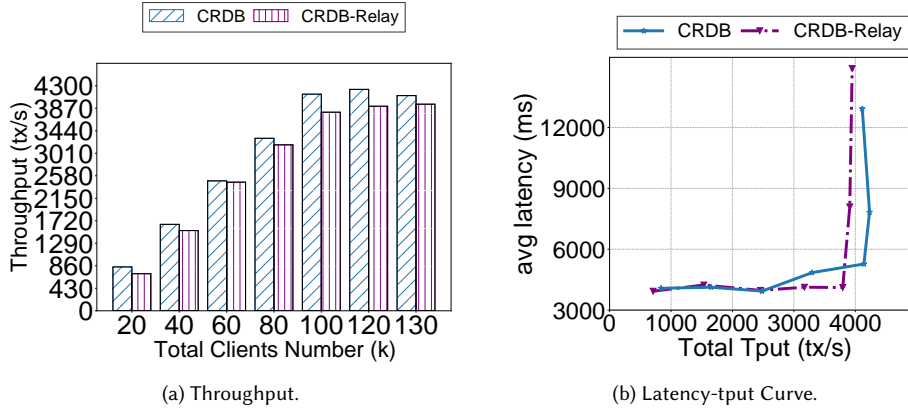 CRDB CRDB-Relay
Throughput (tx/s)
4300
3870
3440
3010
2580
2150
1720
1290
860
430
0
20 40 60 80 100 120 130
Total Clients Number (k)
(a) Throughput.
CRDB CRDB-Relay
avg latency (ms)
12000
9000
6000
3000
0 1000 2000 3000 4000
Total Tput (tx/s)
(b) Latency-tput Curve.